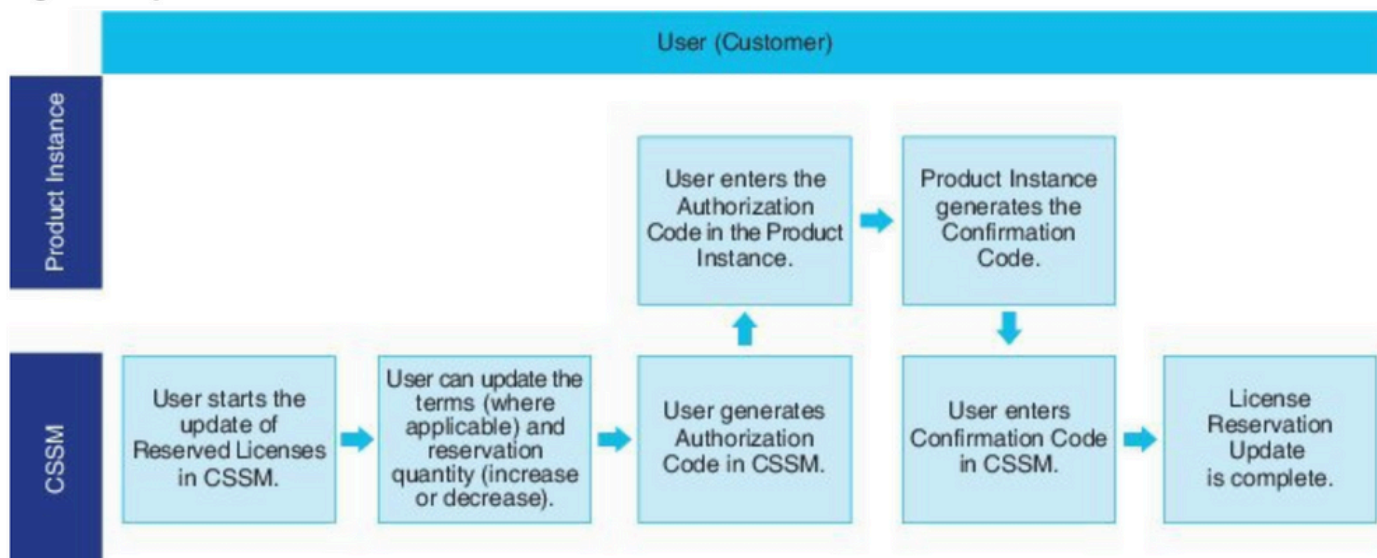 User (Customer)
Product Instance
User enters the
Authorization
Code in the Product
Instance.
Product Instance
generates the
Confirmation
Code.
CSSM
User starts the
update of
Reserved Licenses
in CSSM.
User can update the
terms (where
applicable) and
reservation
quantity (increase
or decrease).
User generates
Authorization
Code in CSSM.
User enters
Confirmation Code
in CSSM.
License
Reservation
Update
is complete.